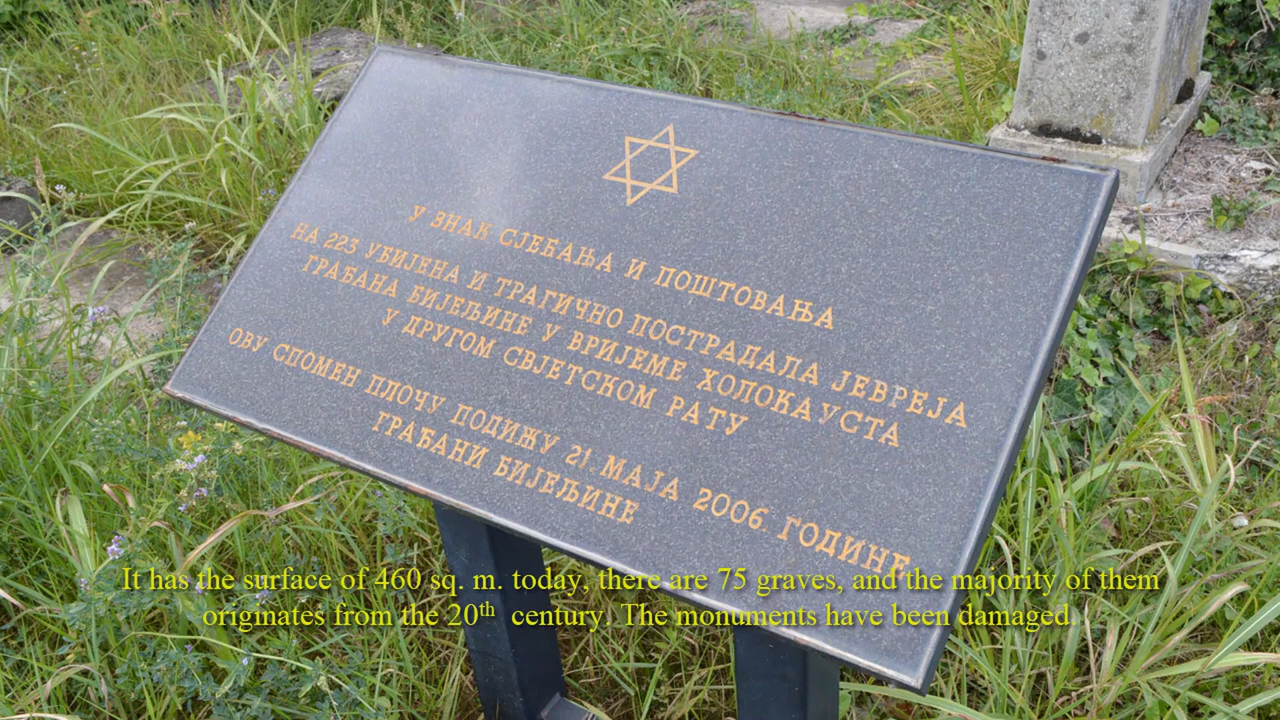 У ЗНАК СЈЕЋАЊА И ПОШТОВАЊА
НА 223 УБИЈЕНА И ТРАГИЧНО ПОСТРАДАЛА ЈЕВРЕЈА
ГРАЂАНА БИЈЕЉИНЕ У ВРИЈЕМЕ ХОЛОКАУСТА
У ДРУГОМ СВЈЕТСКОМ РАТУ
ОВУ СПОМЕН ПЛОЧУ ПОДИЖУ 21. МАЈА 2006. ГОДИНЕ
ГРАЂАНИ БИЈЕЉИНЕ
It has the surface of 460 sq. m. today, there are 75 graves, and the majority of them
originates from the 20th century. The monuments have been damaged